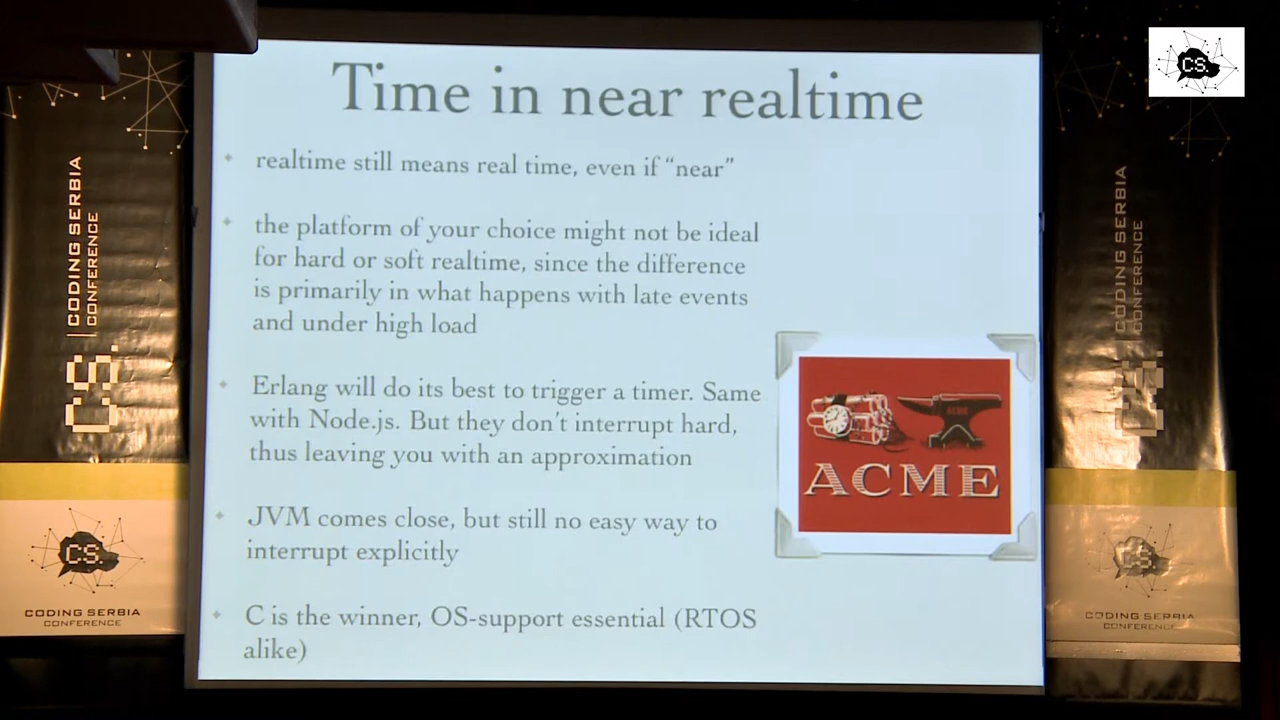 Time in near realtime
realtime still means real time, even if “near”
the platform of your choice might not be ideal
for hard or soft realtime, since the difference
is primarily in what happens with late events
and under high load
Erlang will do its best to trigger a timer. Same
with Node.js. But they don’t interrupt hard,
thus leaving you with an approximation
JVM comes close, but still no easy way to
interrupt explicitly
C is the winner, OS-support essential (RTOS
alike)
ACME
ACME
CS.
CS. | CODING SERBIA
CONFERENCE
CS.
CODING SERBIA
CONFERENCE
CS. | CODING SERBIA
CONFERENCE
CS.
CODING SERBIA
CONFERENCE